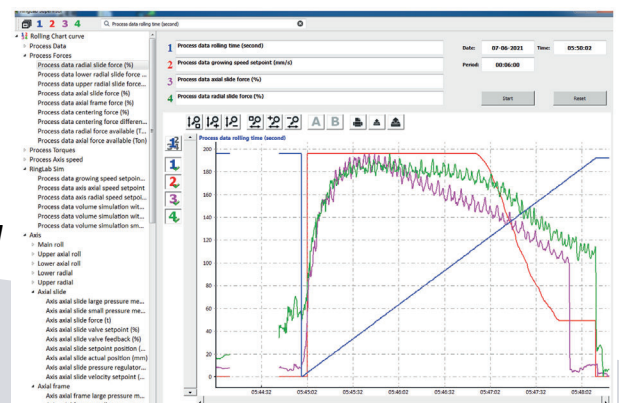 1 2 3 4
Process data rolling time (second)
Rolling Chart curve
Process Data
Process Forces
Process data radial slide force (%)
Process data lower radial slide force ...
Process data upper radial slide force...
Process data axial slide force (%)
Process data axial frame force (%)
Process data centering force (%)
Process data centering force differen...
Process data radial force available (T...
Process data axial force available (Ton)
Process Torques
Process Axis speed
RingLab Sim
Process data growing speed setpoin...
Process data axis axial speed setpoint
Process data axis radial speed setpoi...
Process data volume simulation wit...
Process data volume simulation wit...
Process data volume simulation sm...
Axis
Main roll
Upper axial roll
Lower axial roll
Lower radial
Upper radial
Axial slide
Axis axial slide large pressure me...
Axis axial slide small pressure me...
Axis axial slide force (t)
Axis axial slide valve setpoint (%)
Axis axial slide valve feedback (%)
Axis axial slide setpoint position (...
Axis axial slide actual position (mm)
Axis axial slide pressure regulator...
Axis axial slide velocity setpoint (...
Axial frame
Axis axial frame large pressure m...
1 Process data rolling time (second)
2 Process data growing speed setpoint (mm/s)
3 Process data axial slide force (%)
4 Process data radial slide force (%)
Date: 07-06-2021 Time: 05:50:02
Period: 00:06:00
Start Reset
A B
Process data rolling time (second)
1
2
3
4
200
180
160
140
120
100
80
60
40
20
0
05:44:32 05:45:02 05:45:32 05:46:02 05:46:32 05:47:02 05:47:32 05:48:02